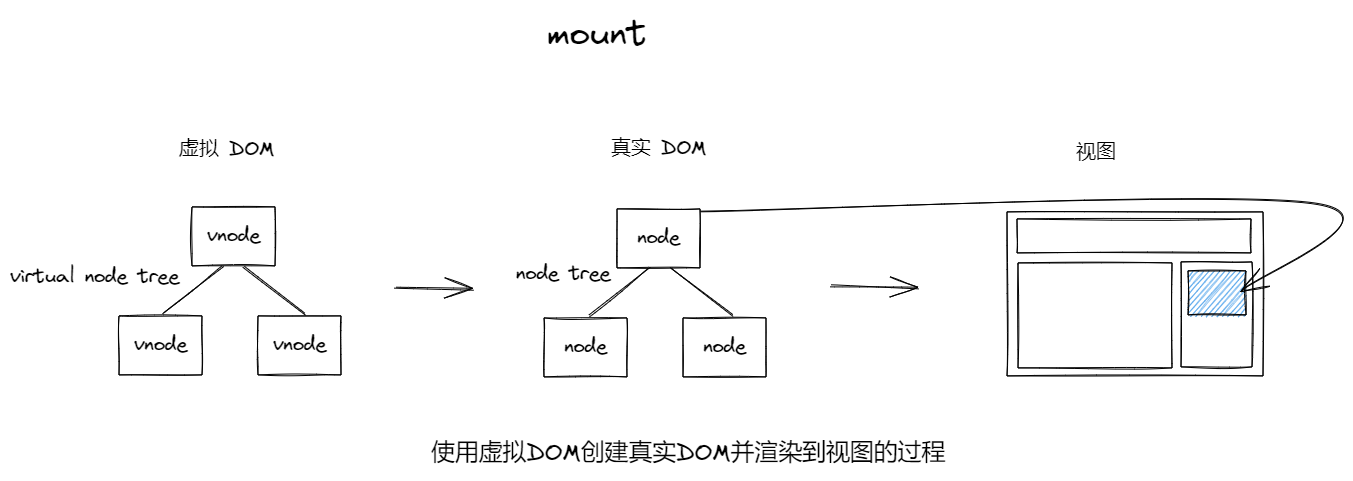 mount
虚拟 DOM
真实 DOM
视图
vnode
virtual node tree
vnode
vnode
node
node tree
node
node
使用虚拟DOM创建真实DOM并渲染到视图的过程